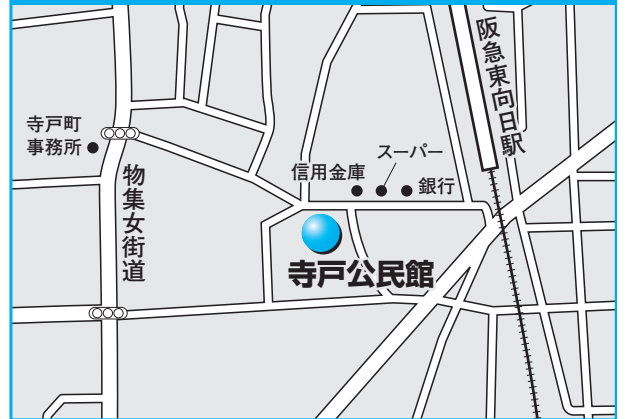 阪急東向日駅
寺戸町
事務所
物集女街道
信用金庫
スーパー
銀行
寺戸公民館